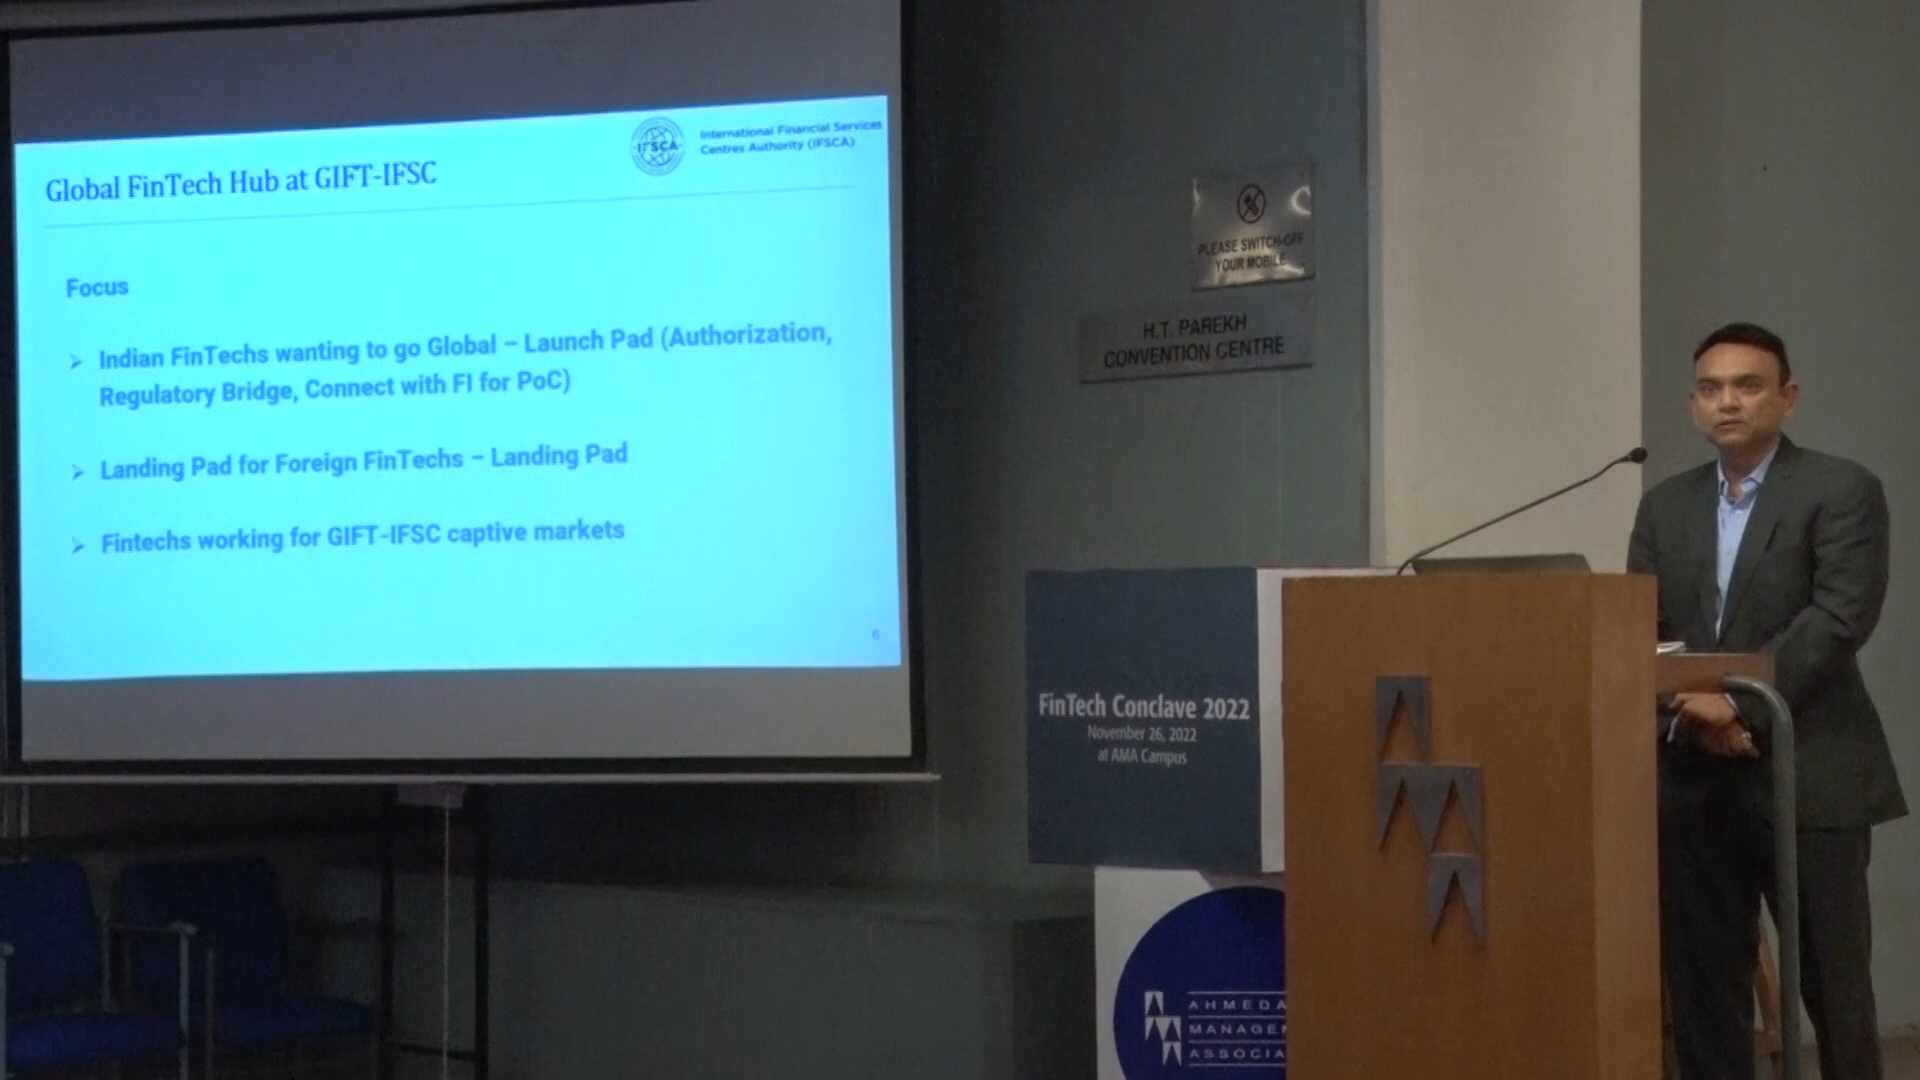 Global FinTech Hub at GIFT-IFSC
IFSCA
International Financial Services
Centres Authority (IFSCA)
Focus
➢ Indian FinTechs wanting to go Global – Launch Pad (Authorization,
Regulatory Bridge, Connect with FI for PoC)
➢ Landing Pad for Foreign FinTechs – Landing Pad
➢ Fintechs working for GIFT-IFSC captive markets
6
PLEASE SWITCH-OFF
YOUR MOBILE
H.T. PAREKH
CONVENTION CENTRE
FinTech Conclave 2022
November 26, 2022
at AMA Campus
AMA
AHMEDA
MANAGEM
ASSOCIA